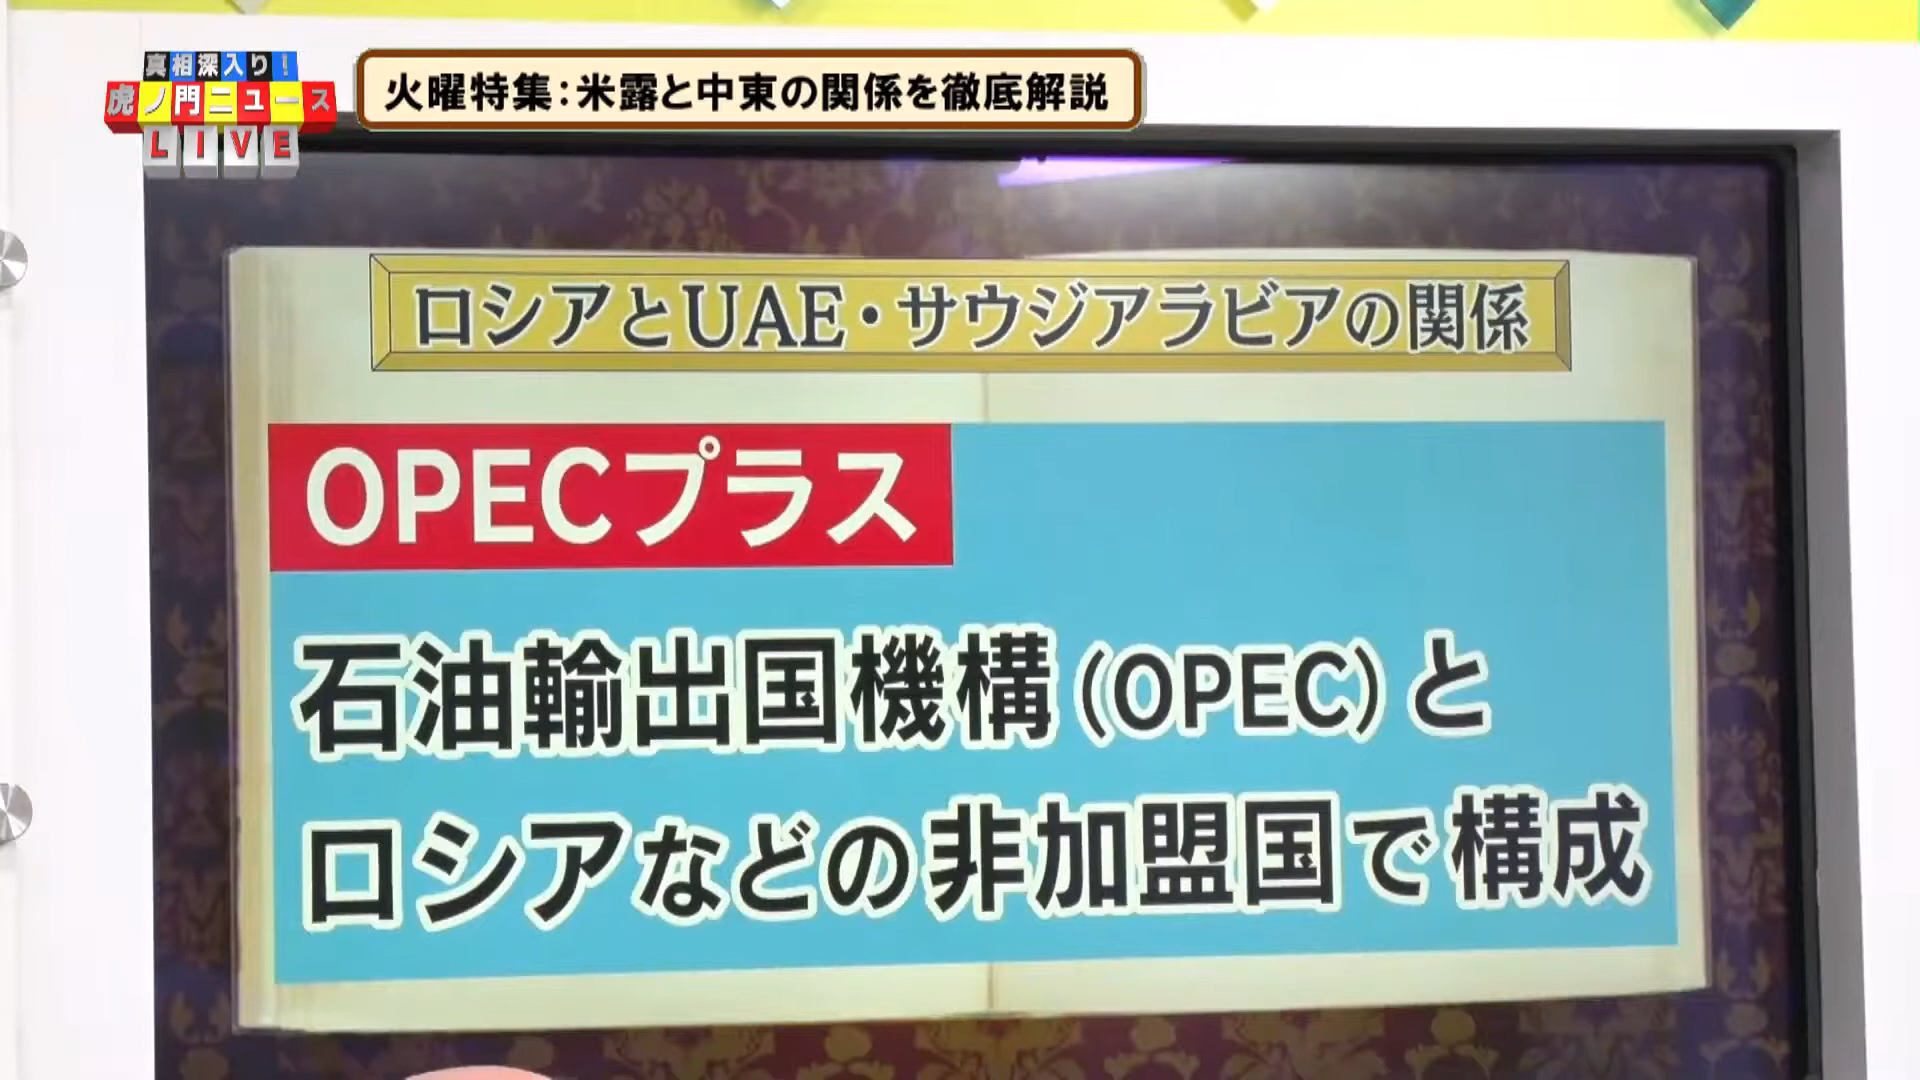 真相深入り!
虎ノ門ニュース
LIVE
火曜特集:米露と中東の関係を徹底解説
ロシアとUAE・サウジアラビアの関係
OPECプラス
石油輸出国機構(OPEC)と
ロシアなどの非加盟国で構成